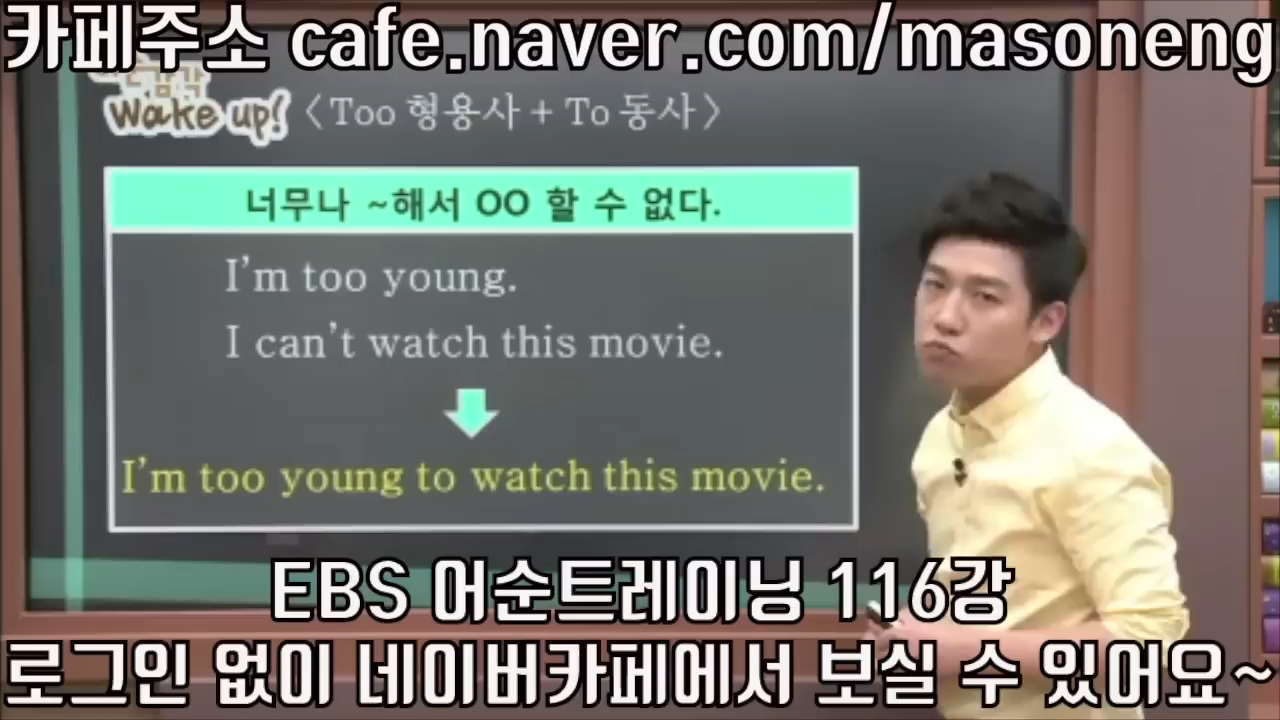 카페주소 cafe.naver.com/masoneng
Wake up! 〈Too 형용사 + To 동사〉
너무나 ~해서 OO 할 수 없다.
I'm too young.
I can't watch this movie.
I'm too young to watch this movie.
EBS 어순트레이닝 116강
로그인 없이 네이버카페에서 보실 수 있어요~